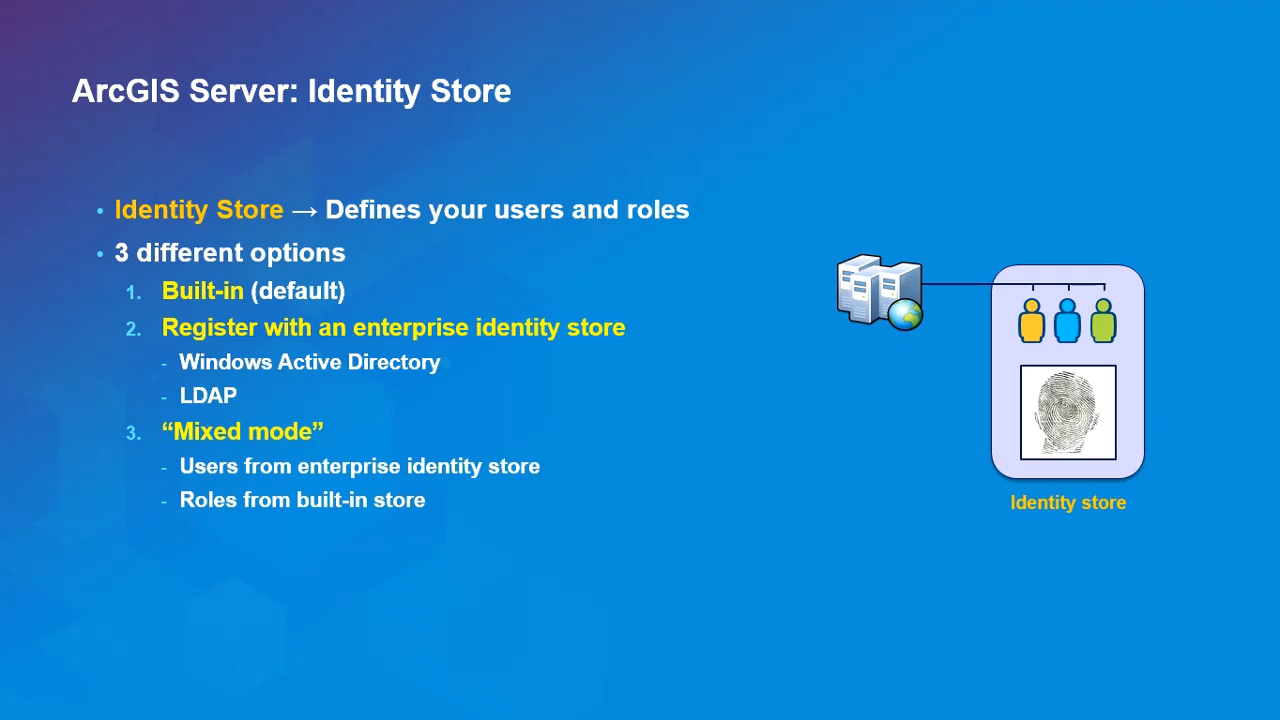 ArcGIS Server: Identity Store
• Identity Store → Defines your users and roles
• 3 different options
1. Built-in (default)
2. Register with an enterprise identity store
- Windows Active Directory
- LDAP
3. “Mixed mode”
- Users from enterprise identity store
- Roles from built-in store
Identity store